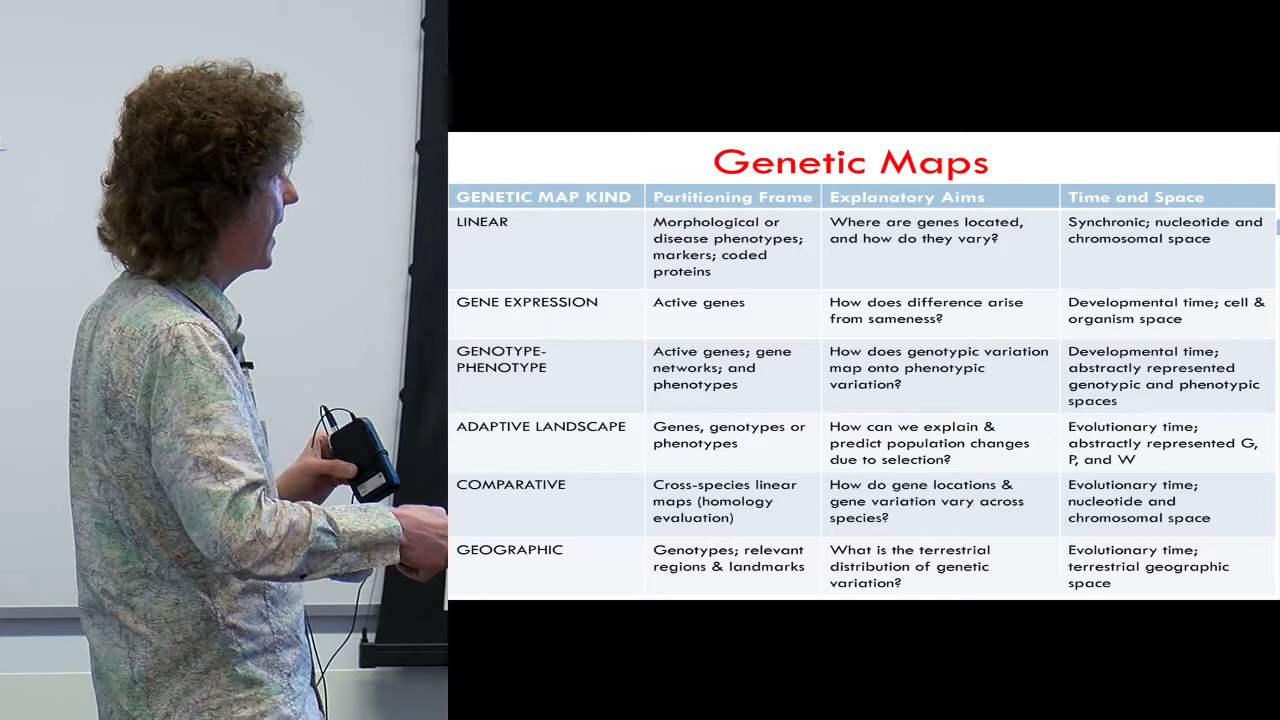 Genetic Maps
GENETIC MAP KIND Partitioning Frame Explanatory Aims Time and Space
LINEAR Morphological or Where are genes located, Synchronic; nucleotide and
disease phenotypes; and how do they vary? chromosomal space
markers; coded
proteins
GENE EXPRESSION Active genes How does difference arise Developmental time; cell &
from sameness? organism space
GENOTYPE- Active genes; gene How does genotypic variation Developmental time;
PHENOTYPE networks; and map onto phenotypic abstractly represented
phenotypes variation? genotypic and phenotypic
spaces
ADAPTIVE LANDSCAPE Genes, genotypes or How can we explain & Evolutionary time;
phenotypes predict population changes abstractly represented G,
due to selection? P, and W
COMPARATIVE Cross-species linear How do gene locations & Evolutionary time;
maps (homology gene variation vary across nucleotide and
evaluation) species? chromosomal space
GEOGRAPHIC Genotypes; relevant What is the terrestrial Evolutionary time;
regions & landmarks distribution of genetic terrestrial geographic
variation? space